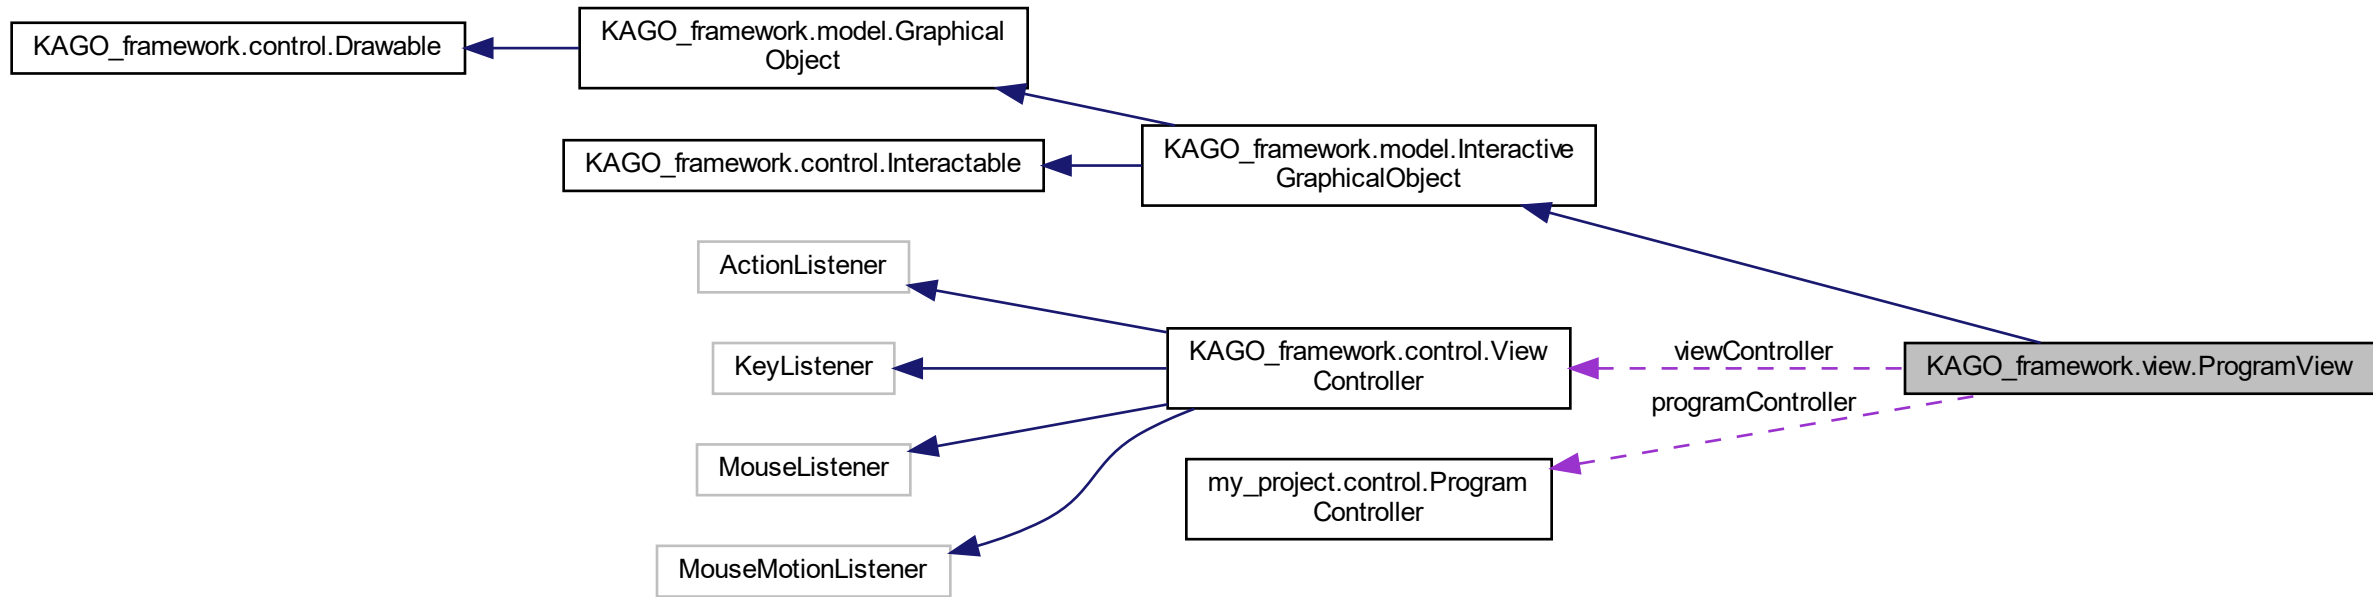 KAGO_framework.control.Drawable
KAGO_framework.model.Graphical
Object
KAGO_framework.control.Interactable
KAGO_framework.model.Interactive
GraphicalObject
ActionListener
KeyListener
MouseListener
MouseMotionListener
KAGO_framework.control.View
Controller
my_project.control.Program
Controller
viewController
programController
KAGO_framework.view.ProgramView